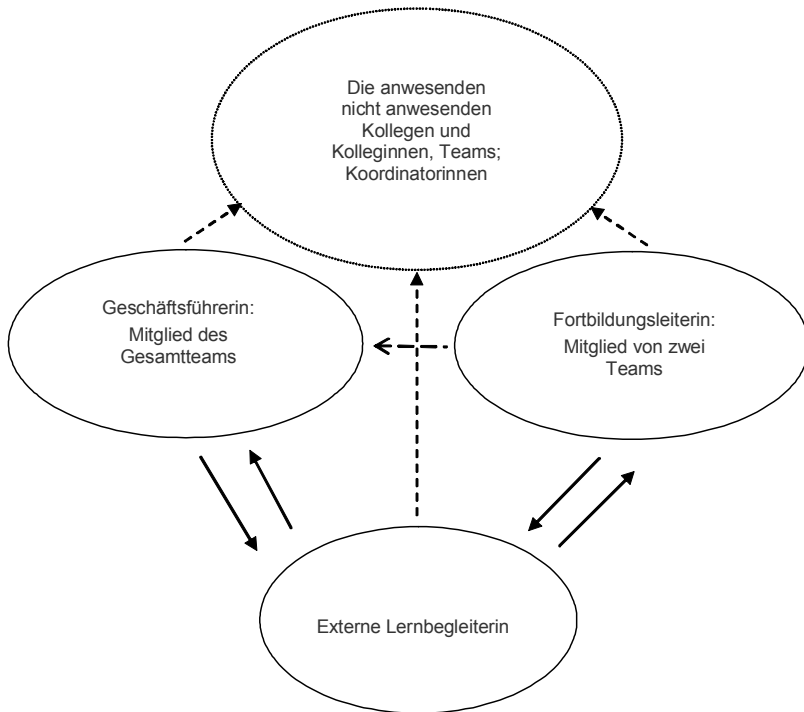 Die anwesenden
nicht anwesenden
Kollegen und
Kolleginnen, Teams;
Koordinatorinnen
Geschäftsführerin:
Mitglied des
Gesamtteams
Fortbildungsleiterin:
Mitglied von zwei
Teams
Externe Lernbegleiterin